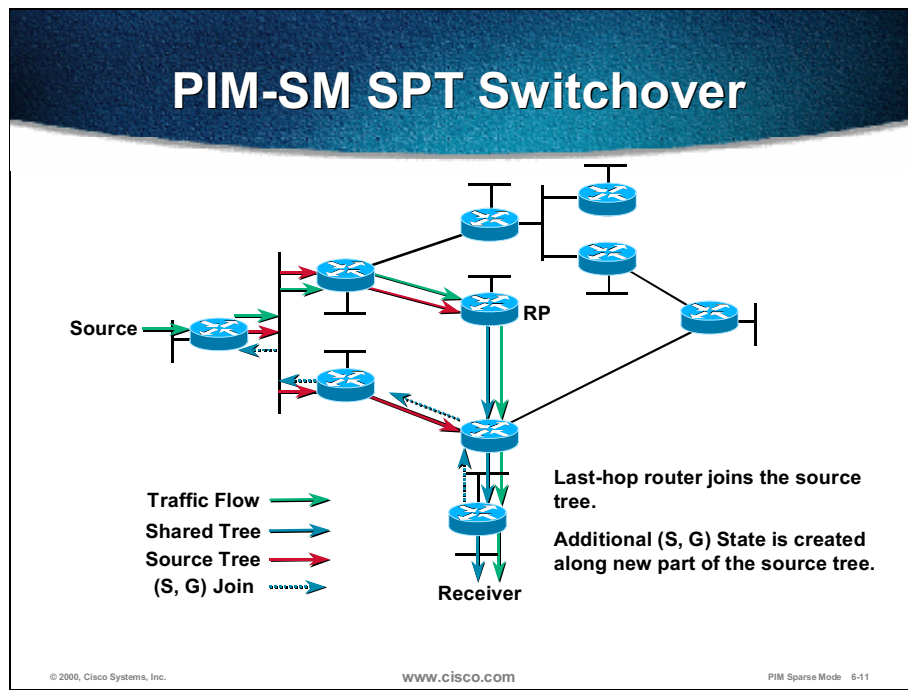 PIM-SM SPT Switchover
Source
RP
Traffic Flow
Shared Tree
Source Tree
(S, G) Join
Receiver
Last-hop router joins the source
tree.
Additional (S, G) State is created
along new part of the source tree.
© 2000, Cisco Systems, Inc.
www.cisco.com
PIM Sparse Mode 6-11